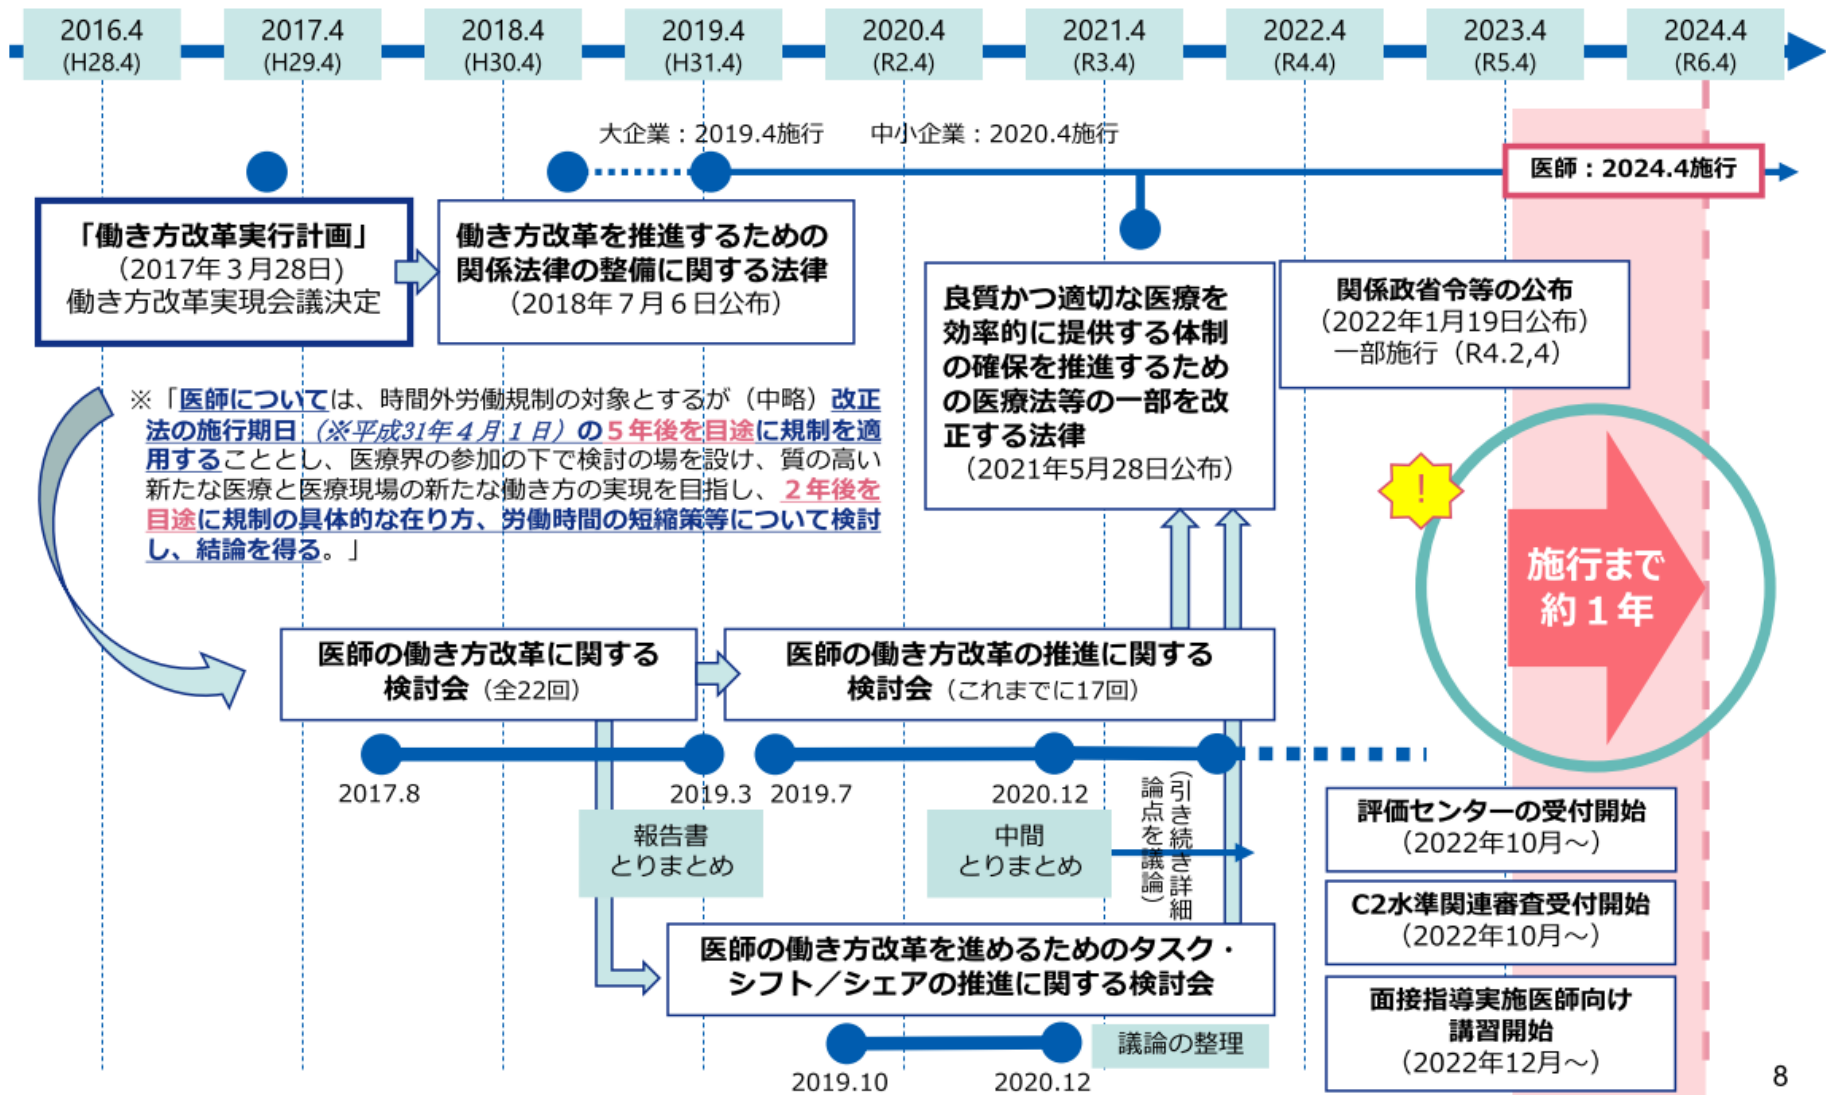 2016.4
(H28.4)
2017.4
(H29.4)
2018.4
(H30.4)
2019.4
(H31.4)
2020.4
(R2.4)
2021.4
(R3.4)
2022.4
(R4.4)
2023.4
(R5.4)
2024.4
(R6.4)
大企業：2019.4施行　　中小企業：2020.4施行
医師：2024.4施行
「働き方改革実行計画」
（2017年３月28日)
働き方改革実現会議決定
働き方改革を推進するための
関係法律の整備に関する法律
（2018年７月６日公布）
良質かつ適切な医療を
効率的に提供する体制
の確保を推進するため
の医療法等の一部を改
正する法律
（2021年5月28日公布）
関係政省令等の公布
（2022年1月19日公布）
一部施行（R4.2,4）
※「医師については、時間外労働規制の対象とするが（中略）改正
法の施行期日（※平成31年４月１日）の５年後を目途に規制を適
用することとし、医療界の参加の下で検討の場を設け、質の高い
新たな医療と医療現場の新たな働き方の実現を目指し、２年後を
目途に規制の具体的な在り方、労働時間の短縮策等について検討
し、結論を得る。」
！
施行まで
約１年
医師の働き方改革に関する
検討会（全22回）
医師の働き方改革の推進に関する
検討会（これまでに17回）
2017.8
2019.3
2019.7
2020.12
報告書
とりまとめ
中間
とりまとめ
（引き続き詳細
論点を議論）
評価センターの受付開始
（2022年10月～）
C2水準関連審査受付開始
（2022年10月～）
面接指導実施医師向け
講習開始
（2022年12月～）
医師の働き方改革を進めるためのタスク・
シフト／シェアの推進に関する検討会
議論の整理
2019.10
2020.12
8